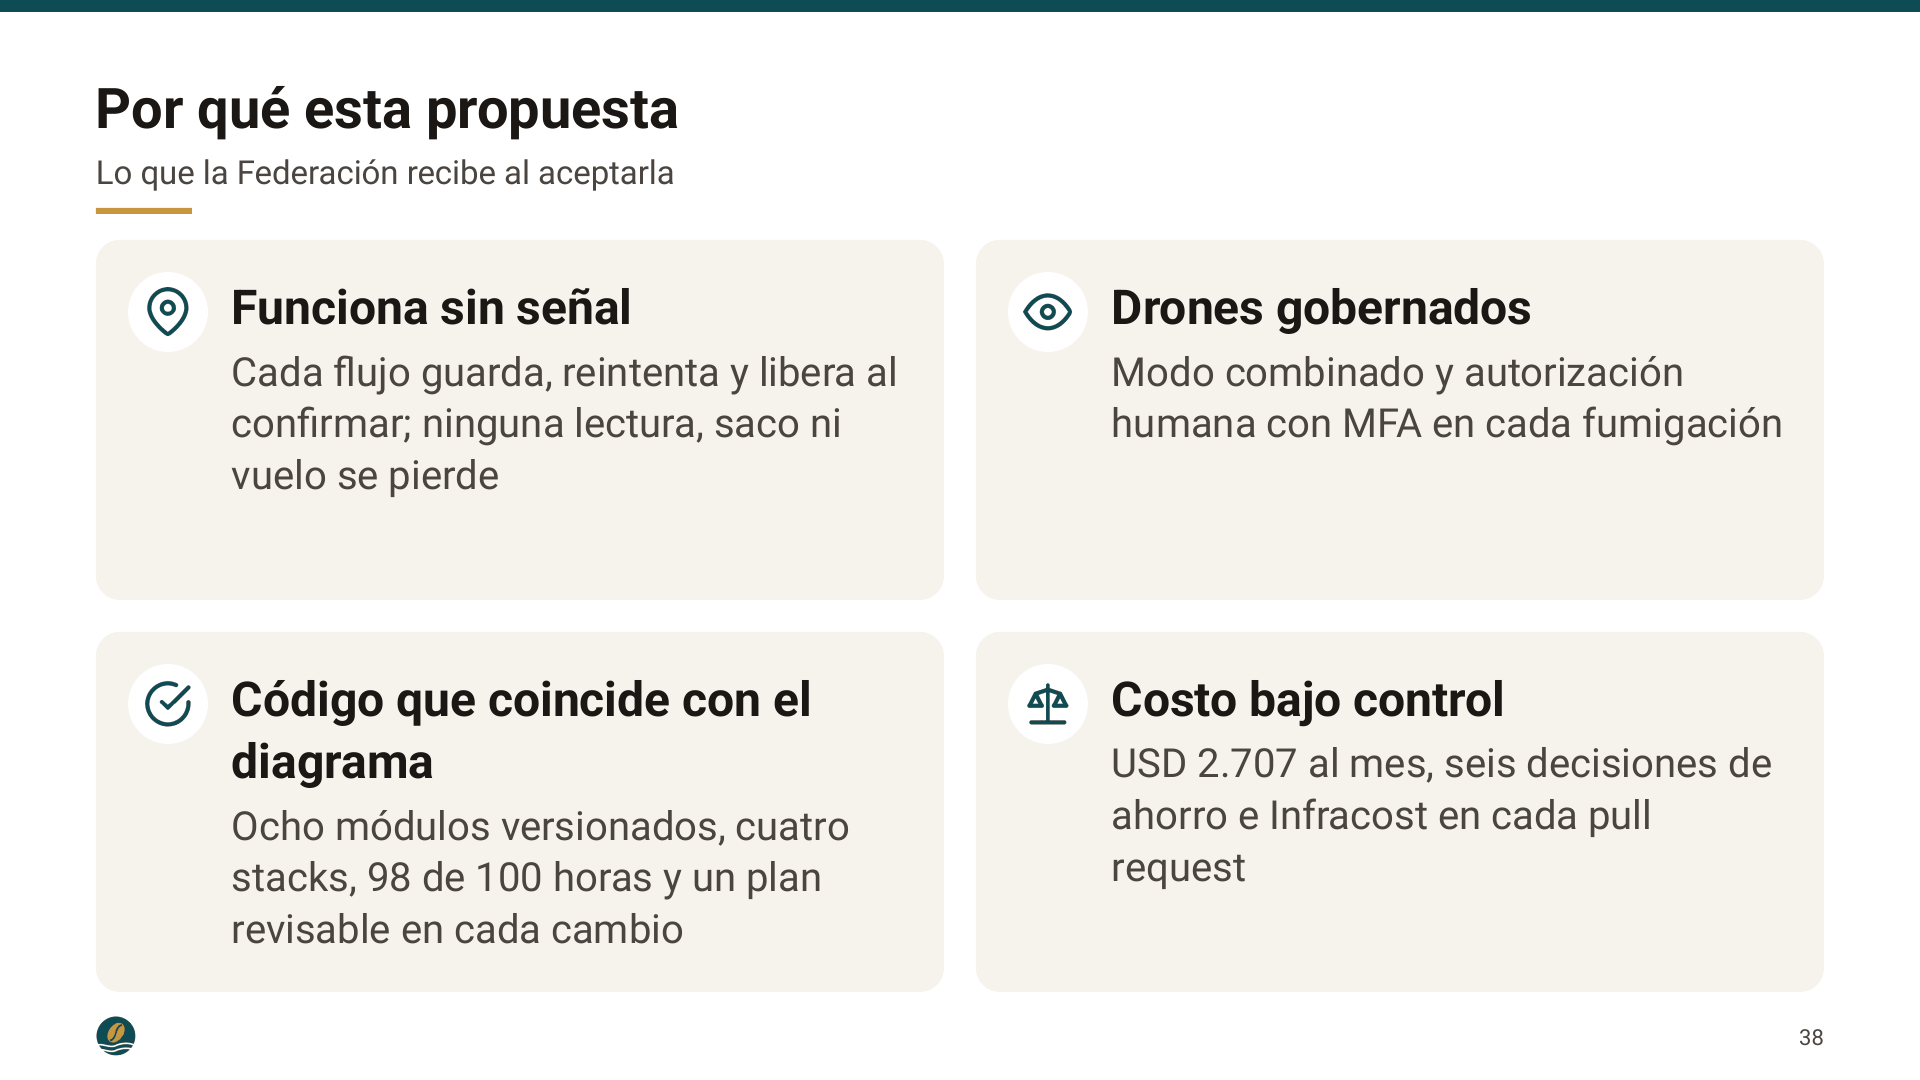 Por qué esta propuesta
Lo que la Federación recibe al aceptarla
Funciona sin señal
Cada flujo guarda, reintenta y libera al
confirmar; ninguna lectura, saco ni
vuelo se pierde
Drones gobernados
Modo combinado y autorización
humana con MFA en cada fumigación
Código que coincide con el
diagrama
Ocho módulos versionados, cuatro
stacks, 98 de 100 horas y un plan
revisable en cada cambio
Costo bajo control
USD 2.707 al mes, seis decisiones de
ahorro e Infracost en cada pull
request
38